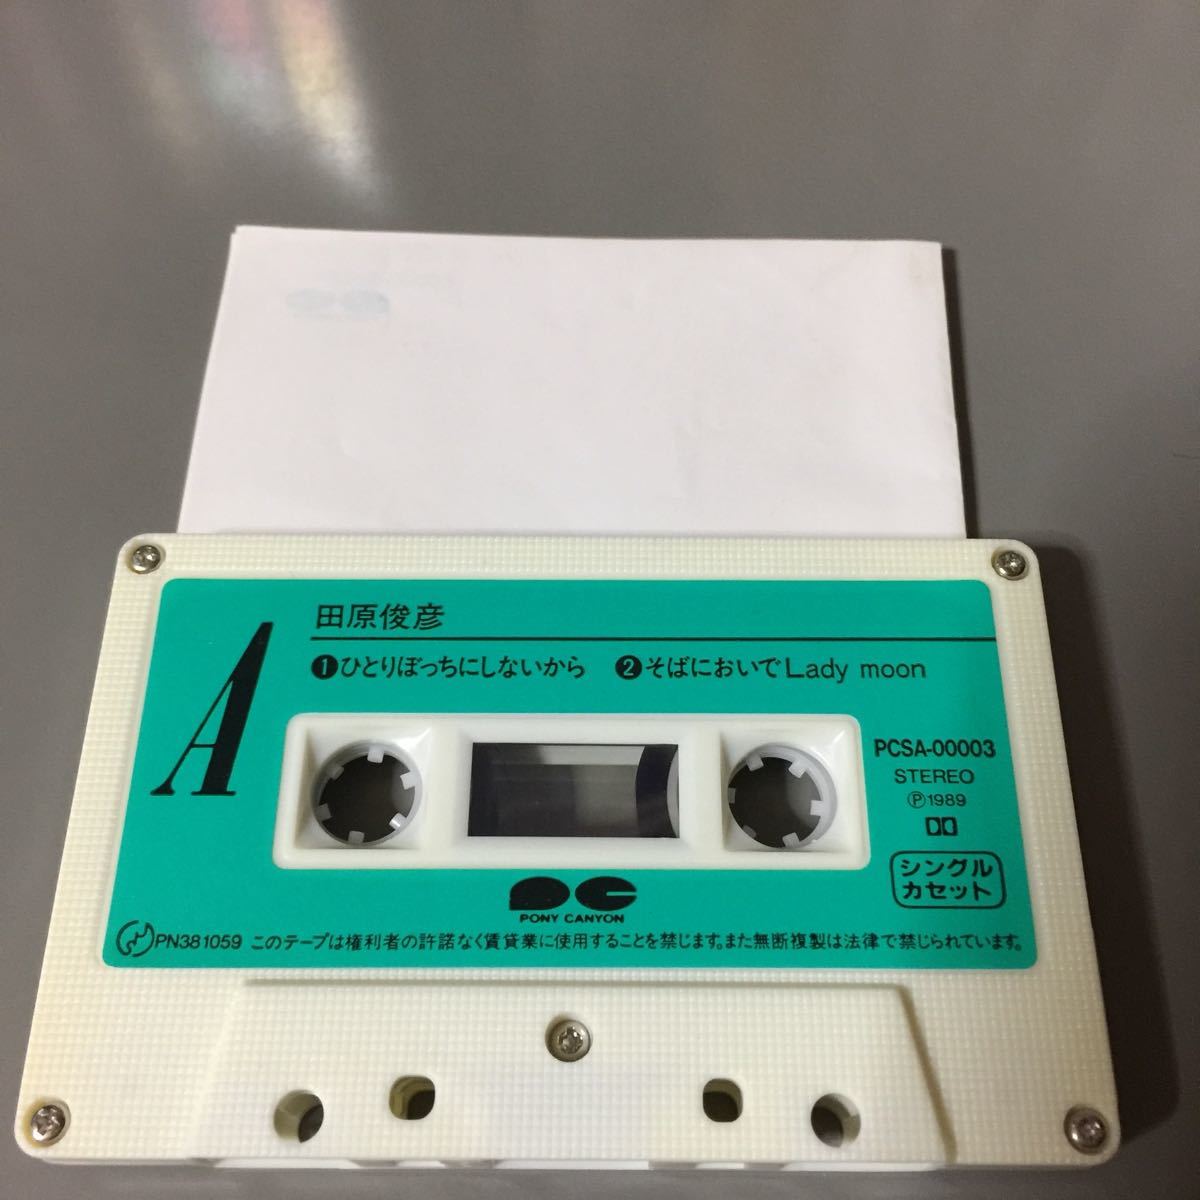 田原俊彦
A
❶ひとりぼっちにしないから ❷そばにおいでLady moon
PCSA-00003
STEREO
Ⓟ1989
シングル
カセット
PONY CANYON
PN381059 このテープは権利者の許諾なく賃貸業に使用することを禁じます。また無断複製は法律で禁じられています。